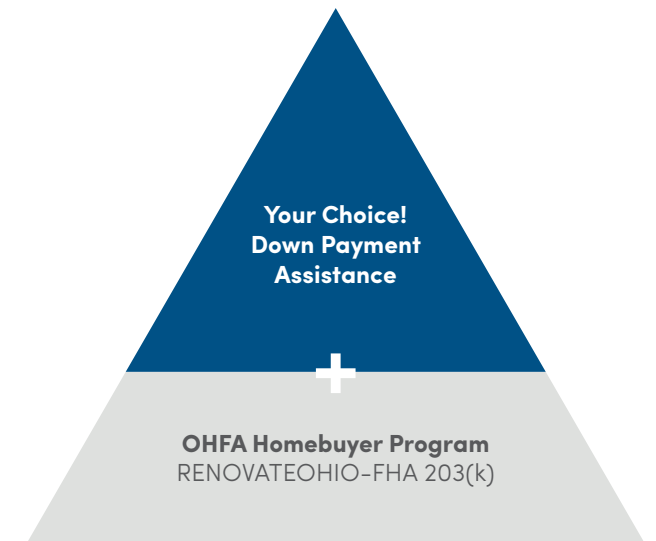 Your Choice!
Down Payment
Assistance
+
OHFA Homebuyer Program
RENOVATEOHIO-FHA 203(k)